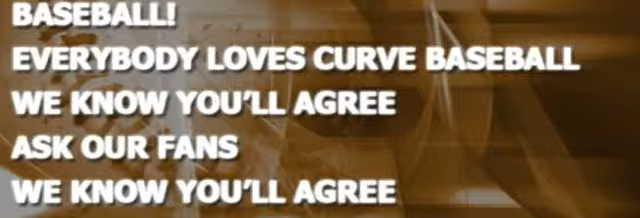 BASEBALL!
EVERYBODY LOVES CURVE BASEBALL
WE KNOW YOU’LL AGREE
ASK OUR FANS
WE KNOW YOU’LL AGREE